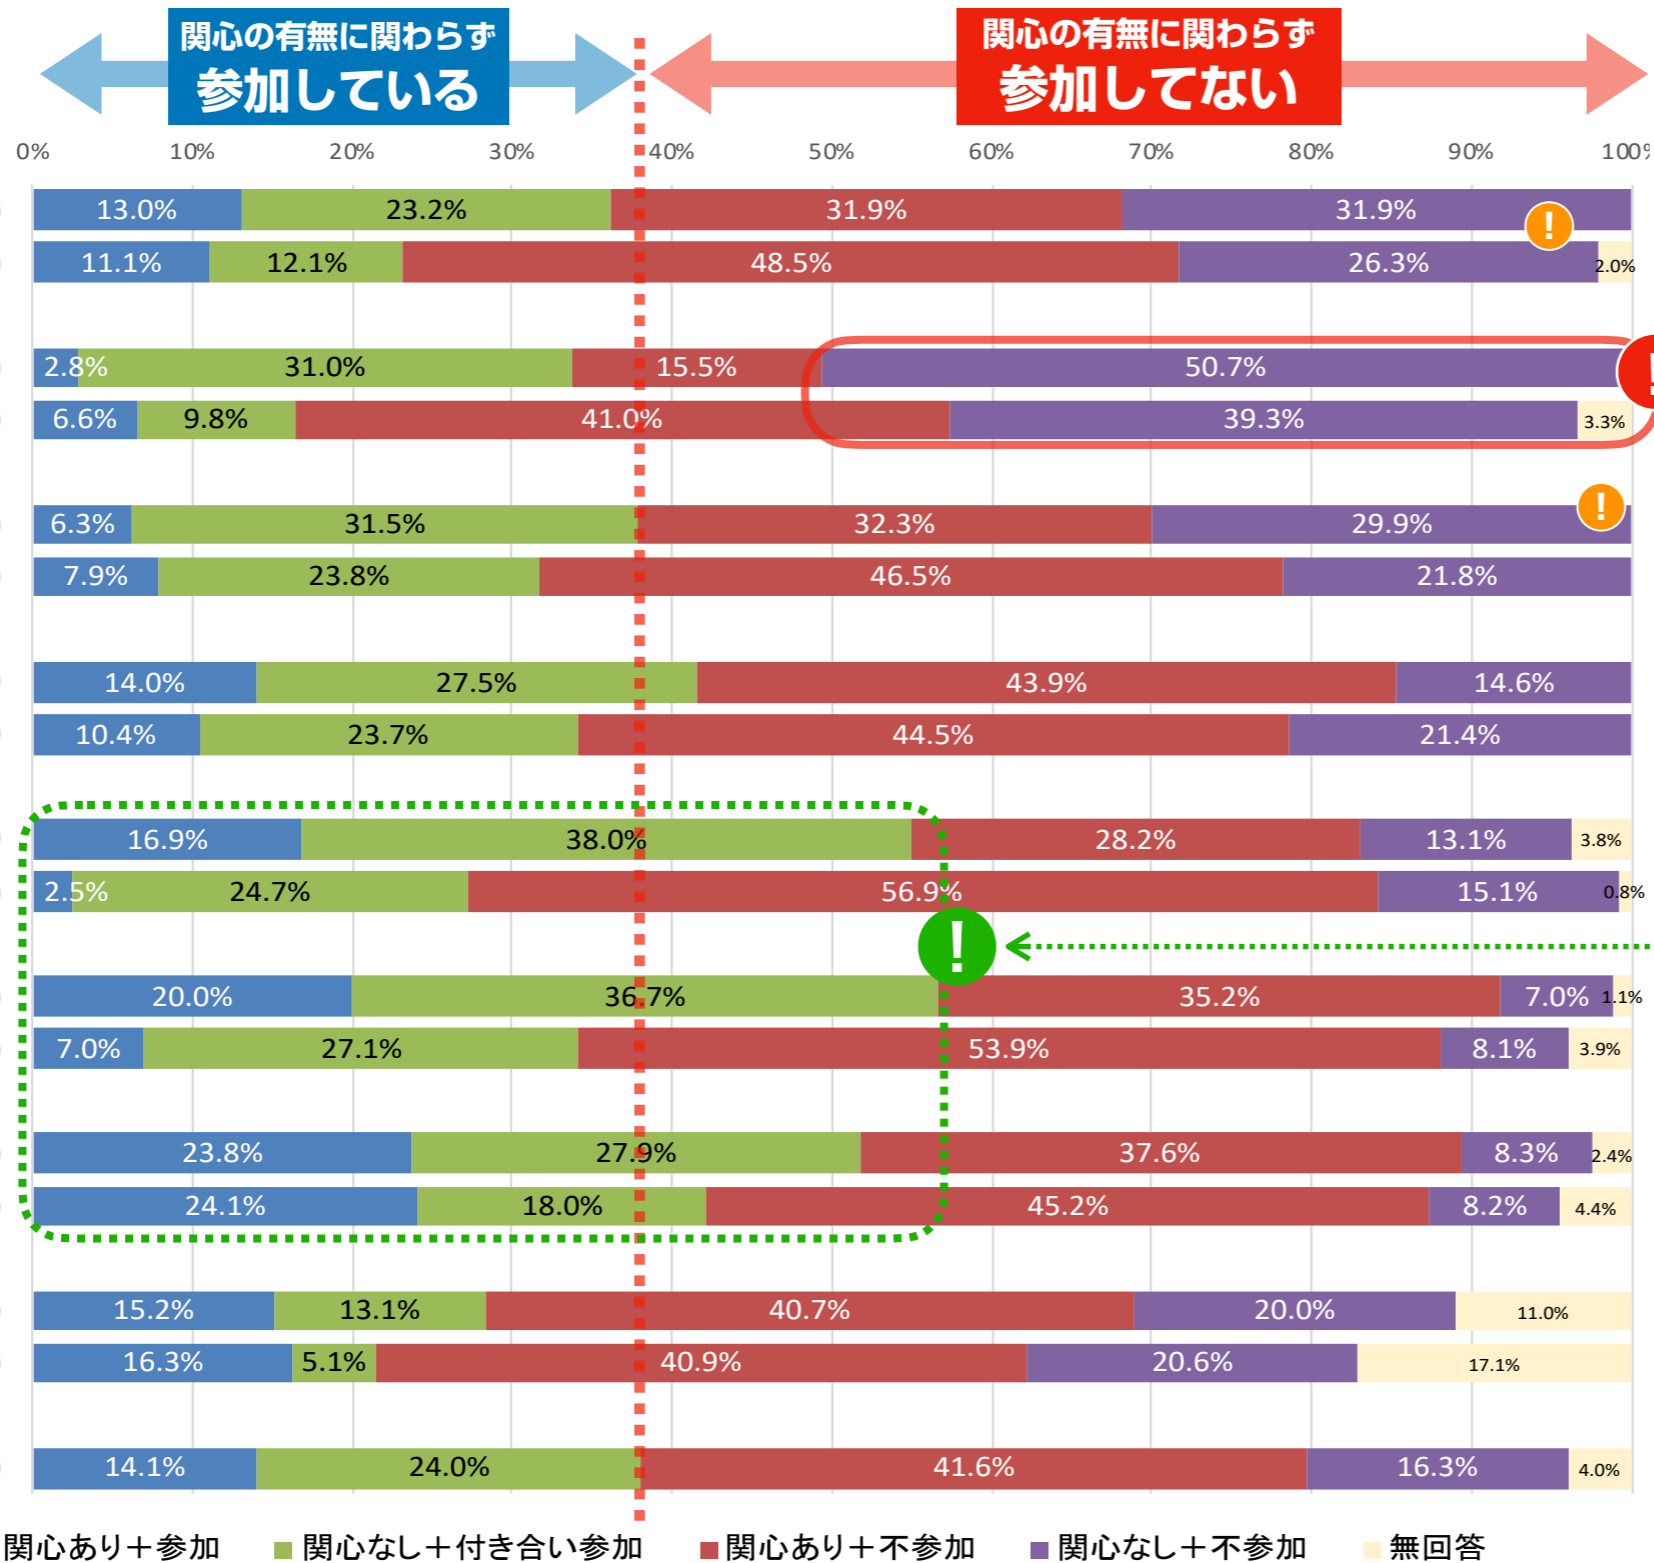 関心の有無に関わらず
参加している
関心の有無に関わらず
参加してない
0% 10% 20% 30% 40% 50% 60% 70% 80% 90% 100%
13.0% 23.2% 31.9% 31.9%
!
11.1% 12.1% 48.5% 26.3% 2.0%
2.8% 31.0% 15.5% 50.7%
!
6.6% 9.8% 41.0% 39.3% 3.3%
6.3% 31.5% 32.3% 29.9%
!
7.9% 23.8% 46.5% 21.8%
14.0% 27.5% 43.9% 14.6%
10.4% 23.7% 44.5% 21.4%
16.9% 38.0% 28.2% 13.1% 3.8%
2.5% 24.7% 56.9% 15.1% 0.8%
!
20.0% 36.7% 35.2% 7.0% 1.1%
7.0% 27.1% 53.9% 8.1% 3.9%
23.8% 27.9% 37.6% 8.3% 2.4%
24.1% 18.0% 45.2% 8.2% 4.4%
15.2% 13.1% 40.7% 20.0% 11.0%
16.3% 5.1% 40.9% 20.6% 17.1%
14.1% 24.0% 41.6% 16.3% 4.0%
関心あり＋参加 関心なし＋付き合い参加 関心あり＋不参加 関心なし＋不参加 無回答